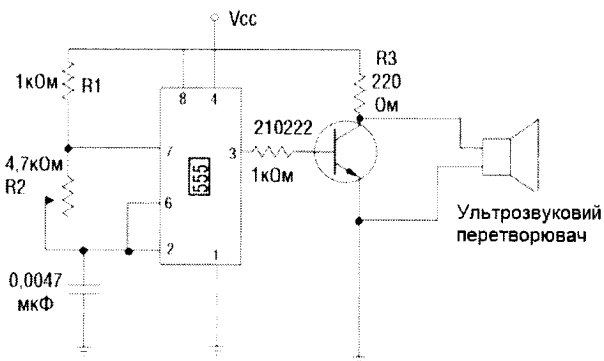 Vcc
1кОм
R1
R3
220
Ом
8
4
210222
7
3
555
1кОм
4,7кОм
R2
6
2
1
0,0047
мкФ
Ультрозвуковий
перетворювач